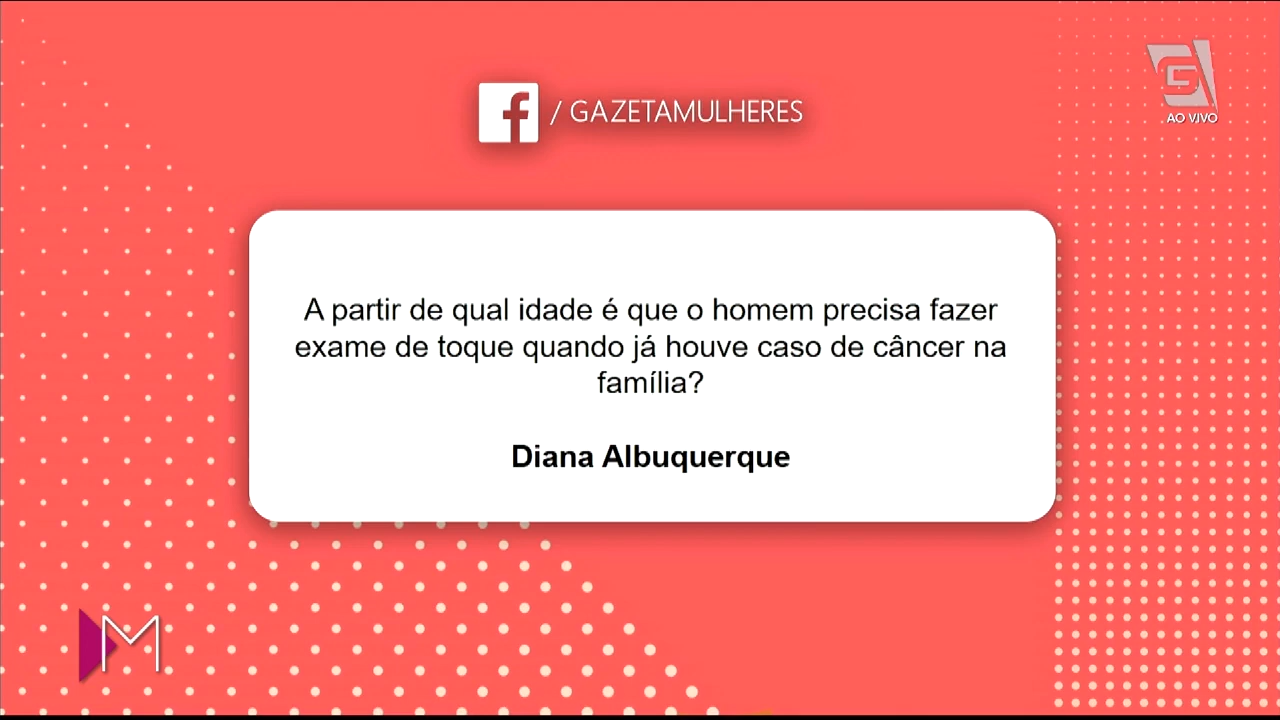 / GAZETAMULHERES
G
AO VIVO
A partir de qual idade é que o homem precisa fazer
exame de toque quando já houve caso de câncer na
família?
Diana Albuquerque
M